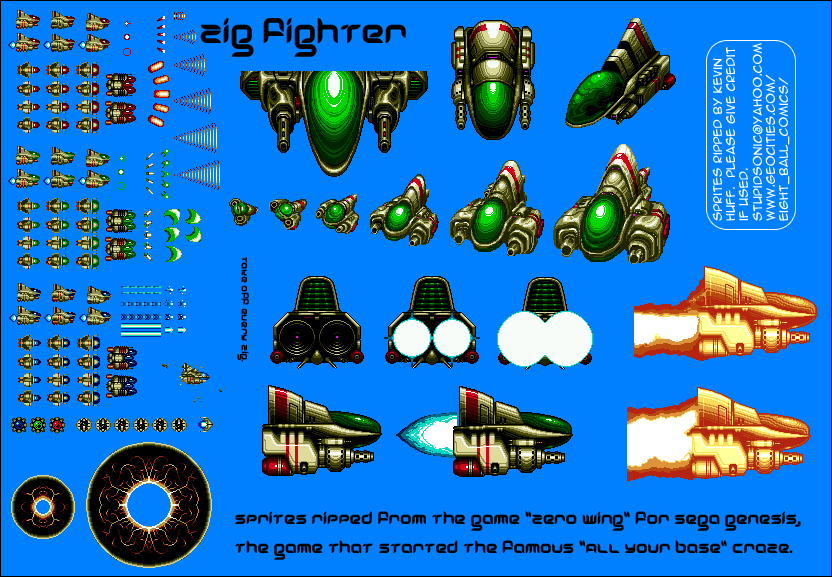 zig fighter
SPRITES RIPPED BY KEVIN
HUFF. PLEASE GIVE CREDIT
IF USED.
STUPIDSONIC@YAHOO.COM
WWW.GEOCITIES.COM/
EIGHT_BALL_COMICS/
Take off every zig.
sprites ripped from the game "zero wing" for sega genesis,
the game that started the famous "ALL your base" craze.